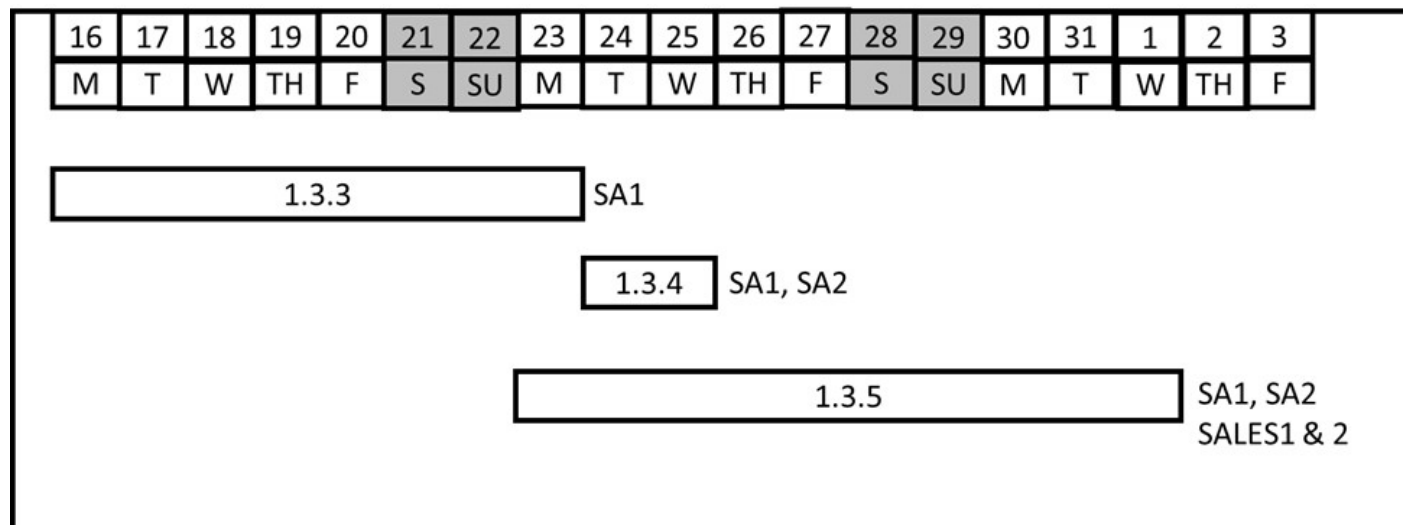 16 17 18 19 20 21 22 23 24 25 26 27 28 29 30 31 1 2 3
M T W TH F S SU M T W TH F S SU M T W TH F
1.3.3 SA1
1.3.4 SA1, SA2
1.3.5 SA1, SA2
SALES1 & 2